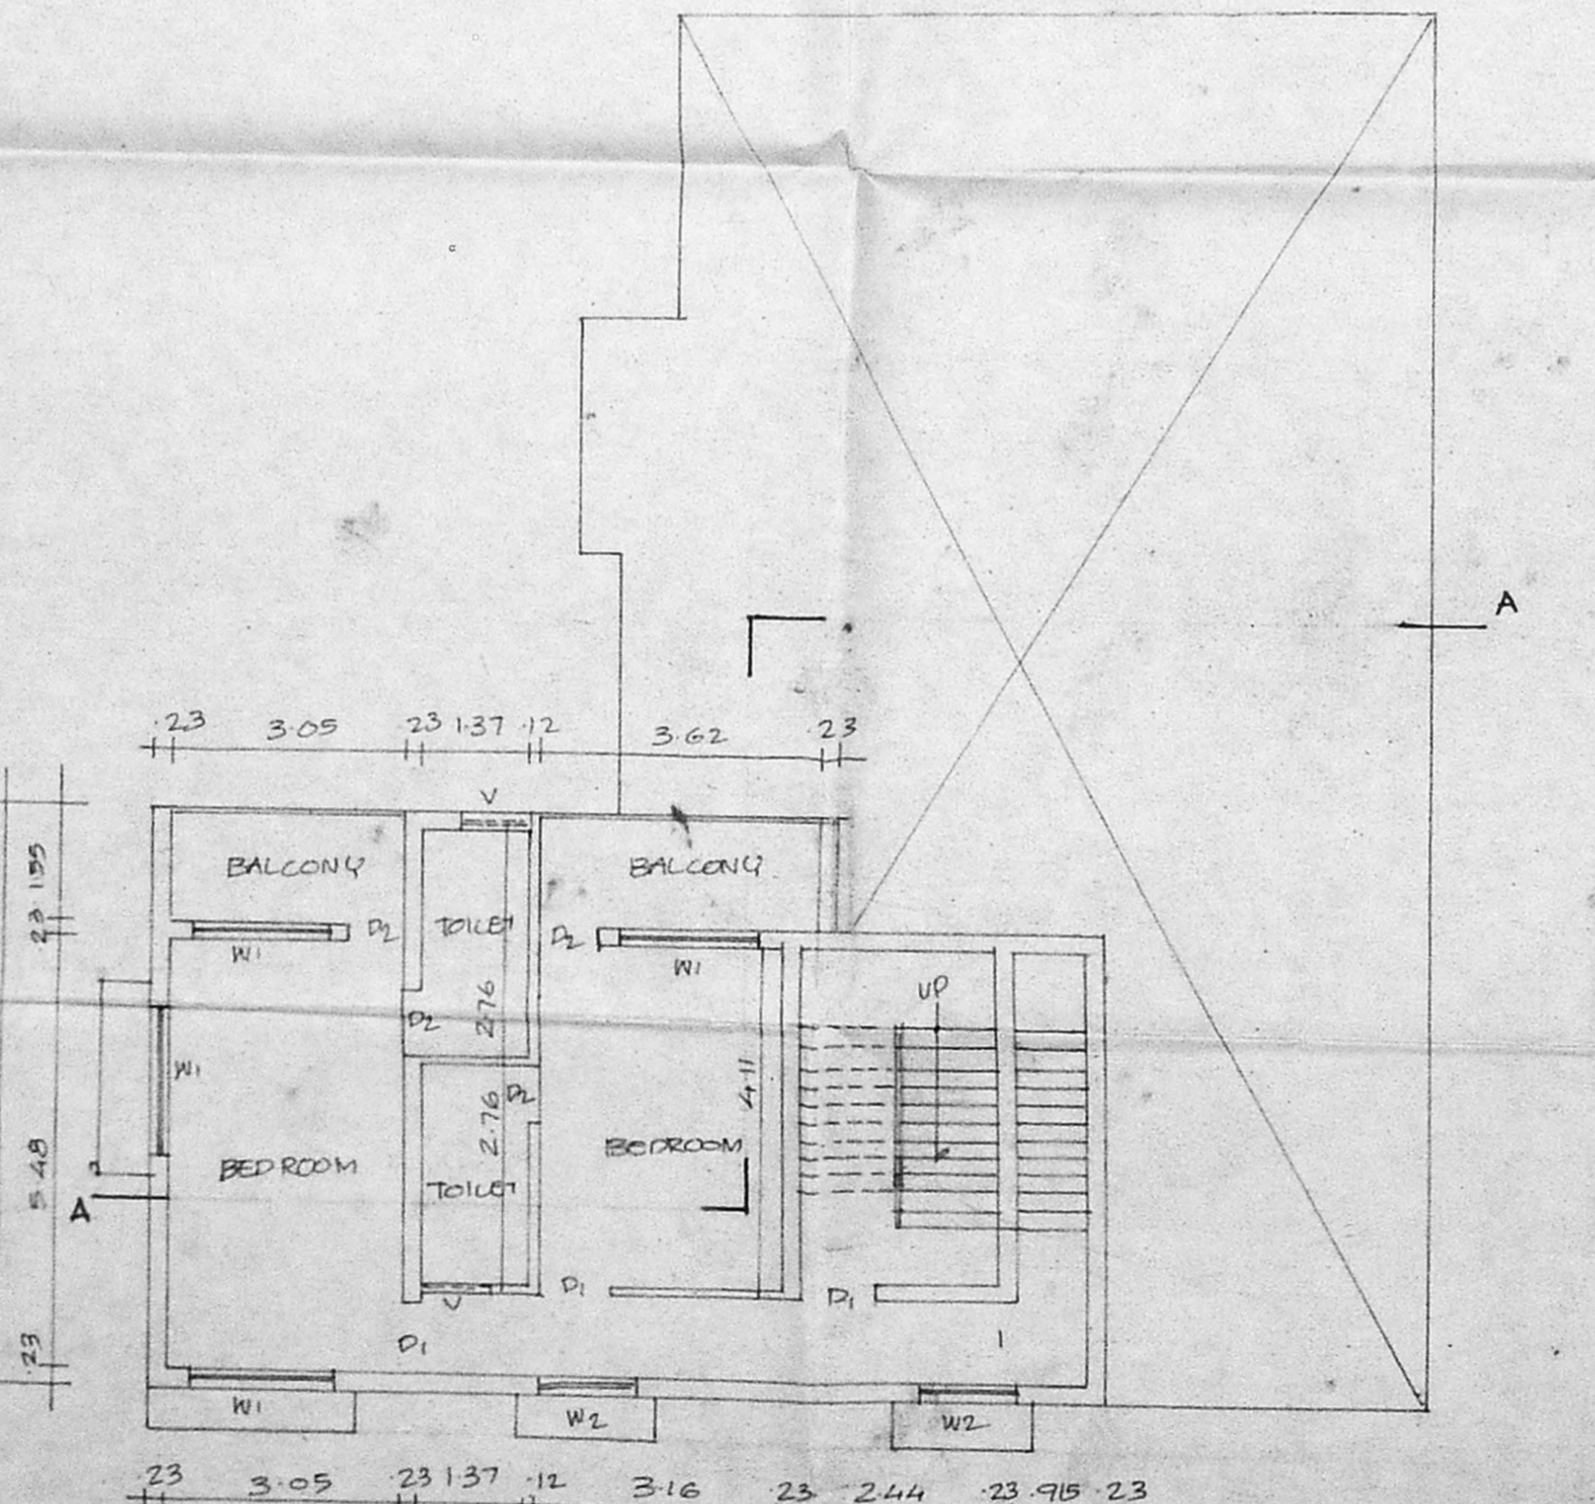 A
.23 3.05 .23 1.37 .12 3.62 .23
V
BALCONY BALCONY
1.55
.23
D2 TOILET D2
W1 W1
UP
2.76
D2
W1
4.11
D2
2.76
BEDROOM BEDROOM
5.48
TOILET
A
D1 D1
V
D1
.23
W1 W2 W2
.23 3.05 .23 1.37 .12 3.16 .23 2.44 .23 .915 .23